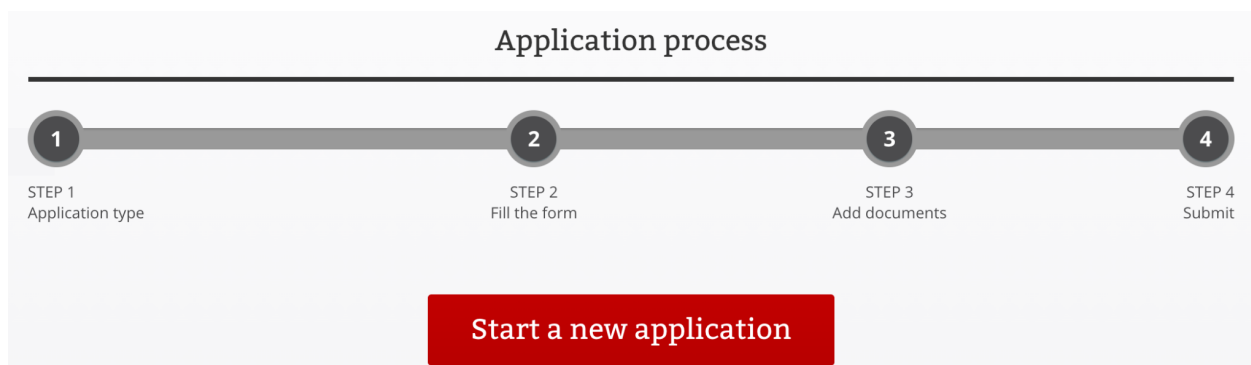 Application process
1
2
3
4
STEP 1
Application type
STEP 2
Fill the form
STEP 3
Add documents
STEP 4
Submit
Start a new application